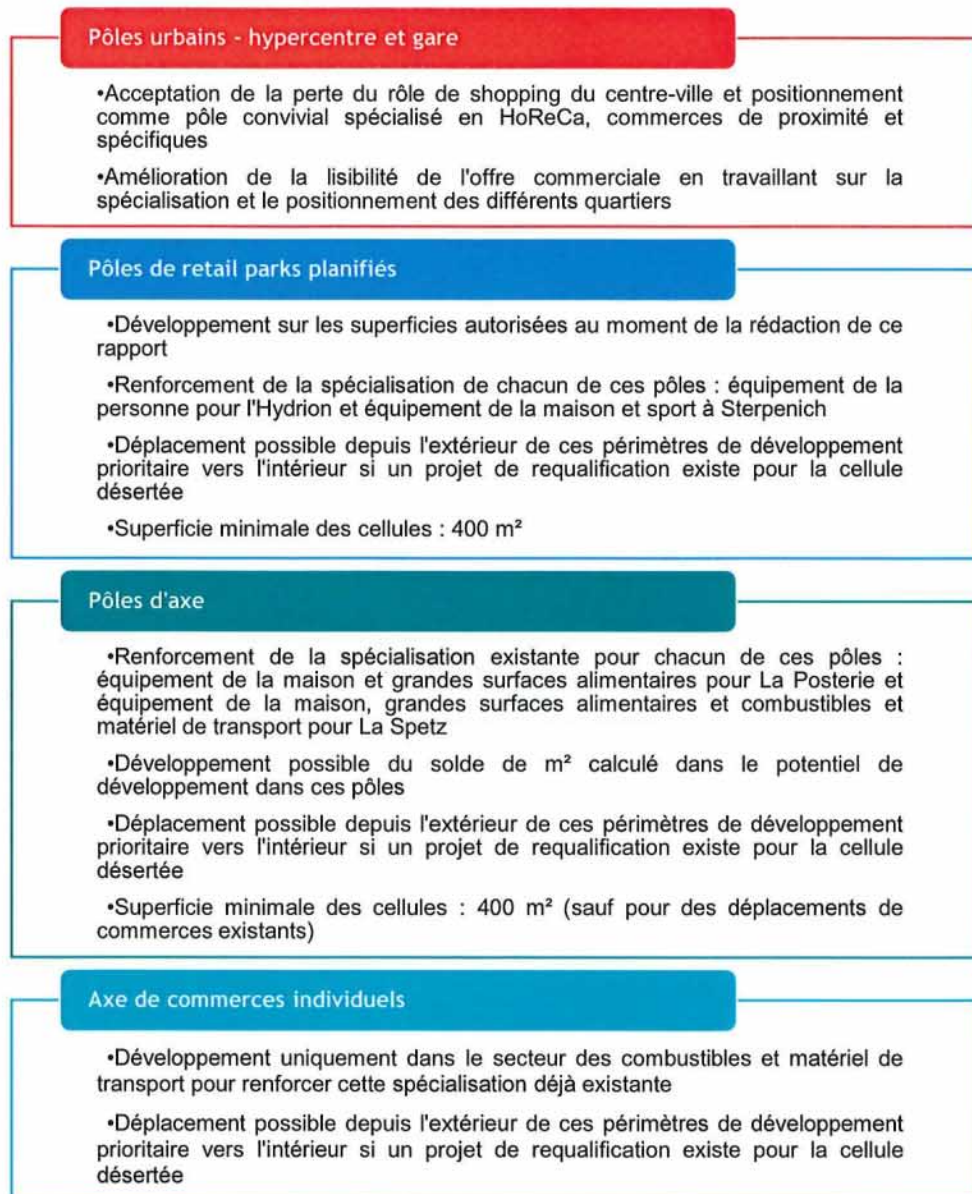 Pôles urbains - hypercentre et gare
•Acceptation de la perte du rôle de shopping du centre-ville et positionnement
comme pôle convivial spécialisé en HoReCa, commerces de proximité et
spécifiques
•Amélioration de la lisibilité de l'offre commerciale en travaillant sur la
spécialisation et le positionnement des différents quartiers
Pôles de retail parks planifiés
•Développement sur les superficies autorisées au moment de la rédaction de ce
rapport
•Renforcement de la spécialisation de chacun de ces pôles : équipement de la
personne pour l'Hydrion et équipement de la maison et sport à Sterpenich
•Déplacement possible depuis l'extérieur de ces périmètres de développement
prioritaire vers l'intérieur si un projet de requalification existe pour la cellule
désertée
•Superficie minimale des cellules : 400 m²
Pôles d'axe
•Renforcement de la spécialisation existante pour chacun de ces pôles :
équipement de la maison et grandes surfaces alimentaires pour La Posterie et
équipement de la maison, grandes surfaces alimentaires et combustibles et
matériel de transport pour La Spetz
•Développement possible du solde de m² calculé dans le potentiel de
développement dans ces pôles
•Déplacement possible depuis l'extérieur de ces périmètres de développement
prioritaire vers l'intérieur si un projet de requalification existe pour la cellule
désertée
•Superficie minimale des cellules : 400 m² (sauf pour des déplacements de
commerces existants)
Axe de commerces individuels
•Développement uniquement dans le secteur des combustibles et matériel de
transport pour renforcer cette spécialisation déjà existante
•Déplacement possible depuis l'extérieur de ces périmètres de développement
prioritaire vers l'intérieur si un projet de requalification existe pour la cellule
désertée